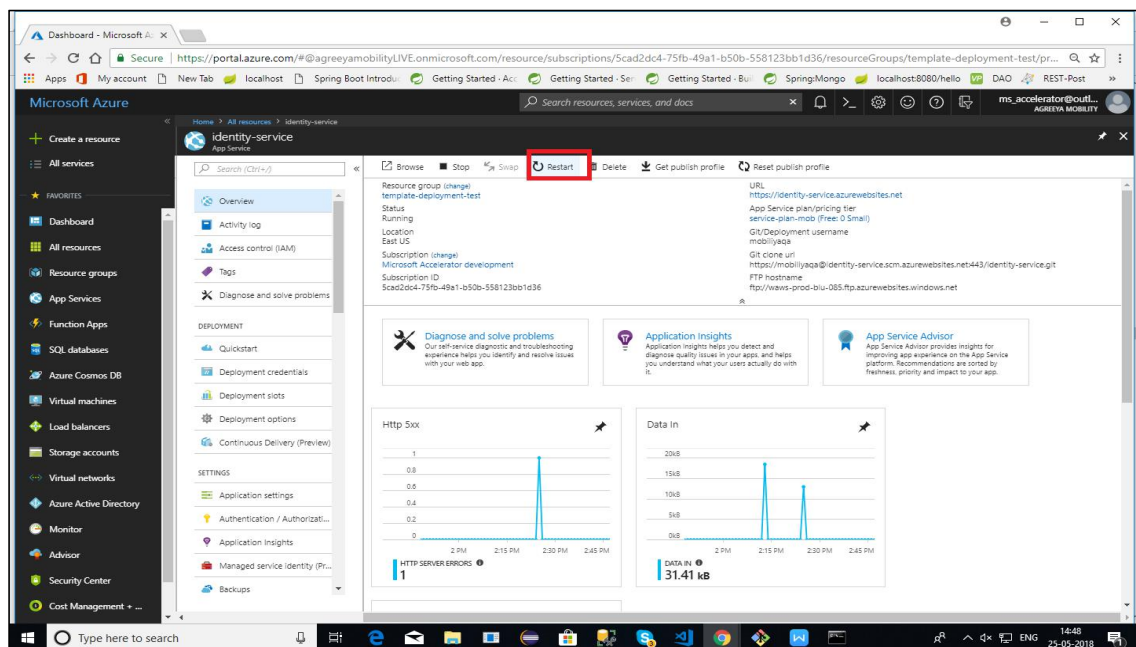 Dashboard - Microsoft A
Secure
https://portal.azure.com/#@agreeyamobilityLIVE.onmicrosoft.com/resource/subscriptions/5cad2dc4-75fb-49a1-b50b-558123bb1d36/resourceGroups/template-deployment-test/pr...
Apps
My account
New Tab
localhost
Spring Boot Introduc
Getting Started · Acc
Getting Started · Ser
Getting Started · Buil
Spring:Mongo
localhost:8080/hello
DAO
REST-Post
»
Microsoft Azure
Search resources, services, and docs
ms_accelerator@outl...
AGREEYA MOBILITY
Home > All resources > identity-service
identity-service
App Service
Create a resource
All services
FAVORITES
Dashboard
All resources
Resource groups
App Services
Function Apps
SQL databases
Azure Cosmos DB
Virtual machines
Load balancers
Storage accounts
Virtual networks
Azure Active Directory
Monitor
Advisor
Security Center
Cost Management + ...
Search (Ctrl+/)
Overview
Activity log
Access control (IAM)
Tags
Diagnose and solve problems
DEPLOYMENT
Quickstart
Deployment credentials
Deployment slots
Deployment options
Continuous Delivery (Preview)
SETTINGS
Application settings
Authentication / Authorizati...
Application Insights
Managed service identity (Pr...
Backups
Browse
Stop
Swap
Restart
Delete
Get publish profile
Reset publish profile
Resource group (change)
template-deployment-test
Status
Running
Location
East US
Subscription (change)
Microsoft Accelerator development
Subscription ID
5cad2dc4-75fb-49a1-b50b-558123bb1d36
URL
https://identity-service.azurewebsites.net
App Service plan/pricing tier
service-plan-mob (Free: 0 Small)
Git/Deployment username
mobiliyaqa
Git clone url
https://mobiliyaqa@identity-service.scm.azurewebsites.net:443/identity-service.git
FTP hostname
ftp://waws-prod-blu-085.ftp.azurewebsites.windows.net
Diagnose and solve problems
Our self-service diagnostic and troubleshooting
experience helps you identify and resolve issues
with your web app.
Application Insights
Application Insights helps you detect and
diagnose quality issues in your apps, and helps
you understand what your users actually do with
it.
App Service Advisor
App Service Advisor provides insights for
improving app experience on the App Service
platform. Recommendations are sorted by
freshness, priority and impact to your app.
Http 5xx
1
0.8
0.6
0.4
0.2
0
2 PM 2:15 PM 2:30 PM 2:45 PM
HTTP SERVER ERRORS
1
Data In
20kB
15kB
10kB
5kB
0kB
2 PM 2:15 PM 2:30 PM 2:45 PM
DATA IN
31.41 kB
Type here to search
ENG
14:48
25-05-2018